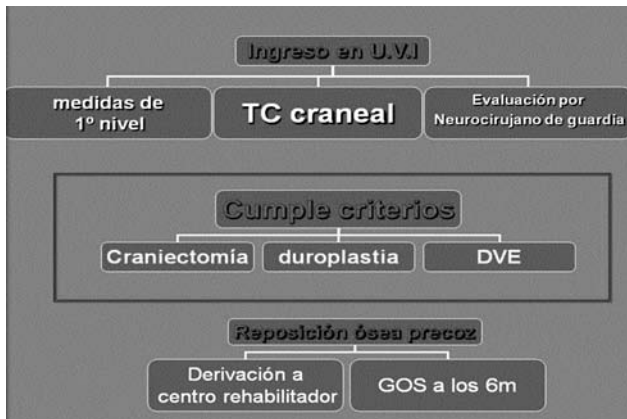 Ingreso en U.V.I
medidas de
1º nivel
TC craneal
Evaluación por
Neurocirujano de guardia
Cumple criterios
Craniectomía
duroplastia
DVE
Reposición ósea precoz
Derivación a
centro rehabilitador
GOS a los 6m